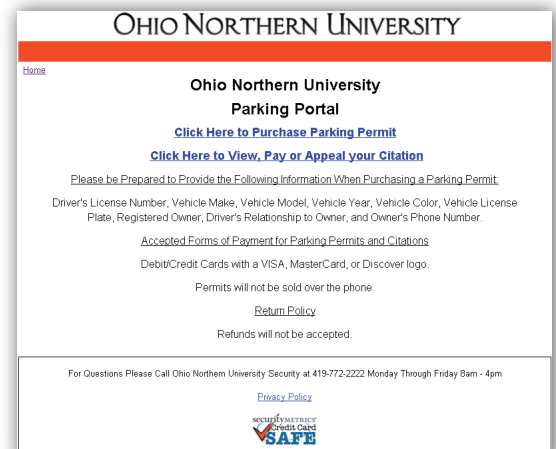 OHIO NORTHERN UNIVERSITY
Home
Ohio Northern University
Parking Portal
Click Here to Purchase Parking Permit
Click Here to View, Pay or Appeal your Citation
Please be Prepared to Provide the Following Information When Purchasing a Parking Permit:
Driver's License Number, Vehicle Make, Vehicle Model, Vehicle Year, Vehicle Color, Vehicle License
Plate, Registered Owner, Driver's Relationship to Owner, and Owner's Phone Number.
Accepted Forms of Payment for Parking Permits and Citations
Debit/Credit Cards with a VISA, MasterCard, or Discover logo.
Permits will not be sold over the phone.
Return Policy
Refunds will not be accepted.
For Questions Please Call Ohio Northern University Security at 419-772-2222 Monday Through Friday 8am - 4pm
Privacy Policy
securityMETRICS
Credit Card
SAFE